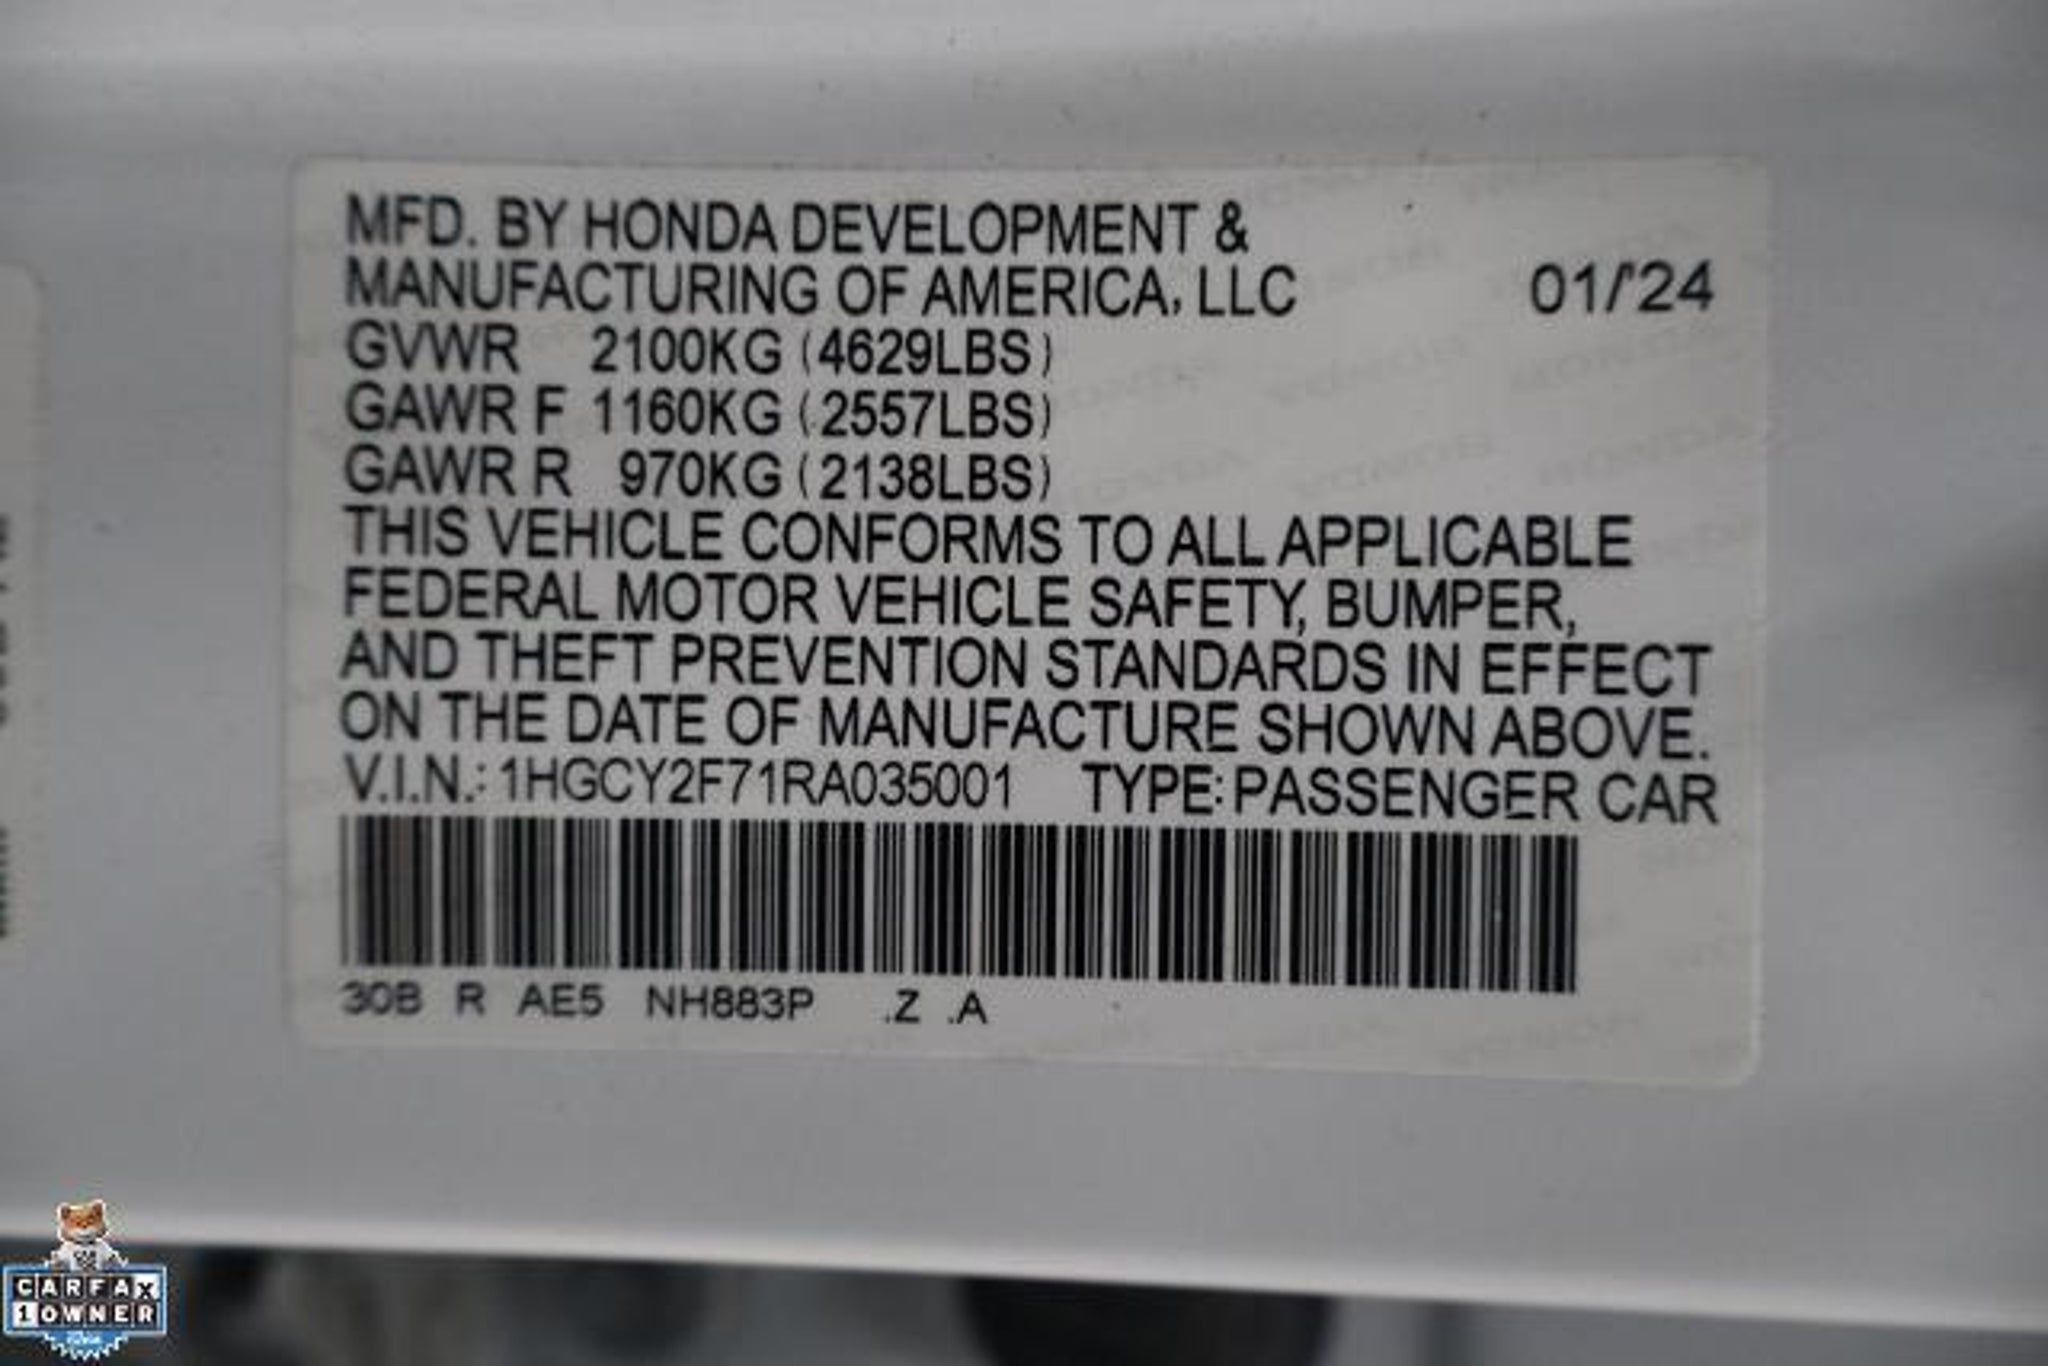 MFD. BY HONDA DEVELOPMENT &
MANUFACTURING OF AMERICA, LLC 01/'24
GVWR 2100KG (4629LBS)
GAWR F 1160KG (2557LBS)
GAWR R 970KG (2138LBS)
THIS VEHICLE CONFORMS TO ALL APPLICABLE
FEDERAL MOTOR VEHICLE SAFETY, BUMPER,
AND THEFT PREVENTION STANDARDS IN EFFECT
ON THE DATE OF MANUFACTURE SHOWN ABOVE.
V.I.N.: 1HGCY2F71RA035001 TYPE: PASSENGER CAR
30B R AE5 NH883P .Z .A
CARFAX
1 OWNER